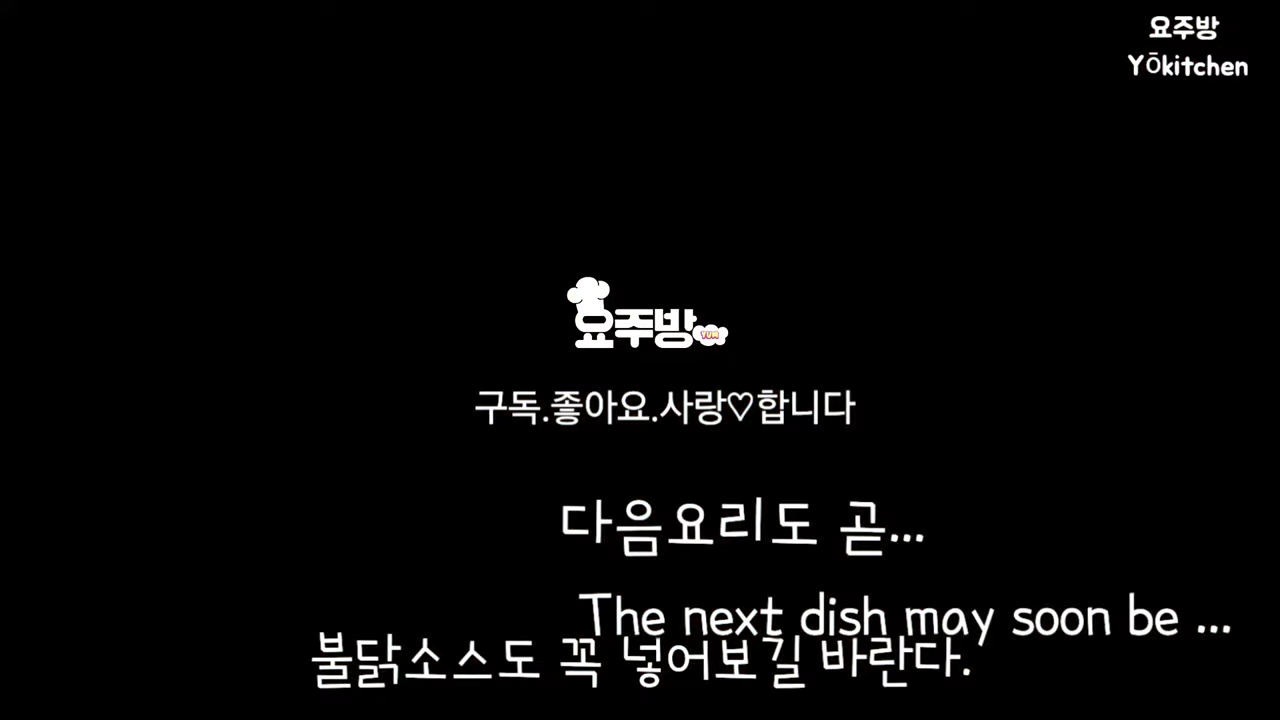 요주방
Yōkitchen
요주방 YUM
구독.좋아요.사랑♡합니다
다음요리도 곧...
The next dish may soon be ...
불닭소스도 꼭 넣어보길 바란다.